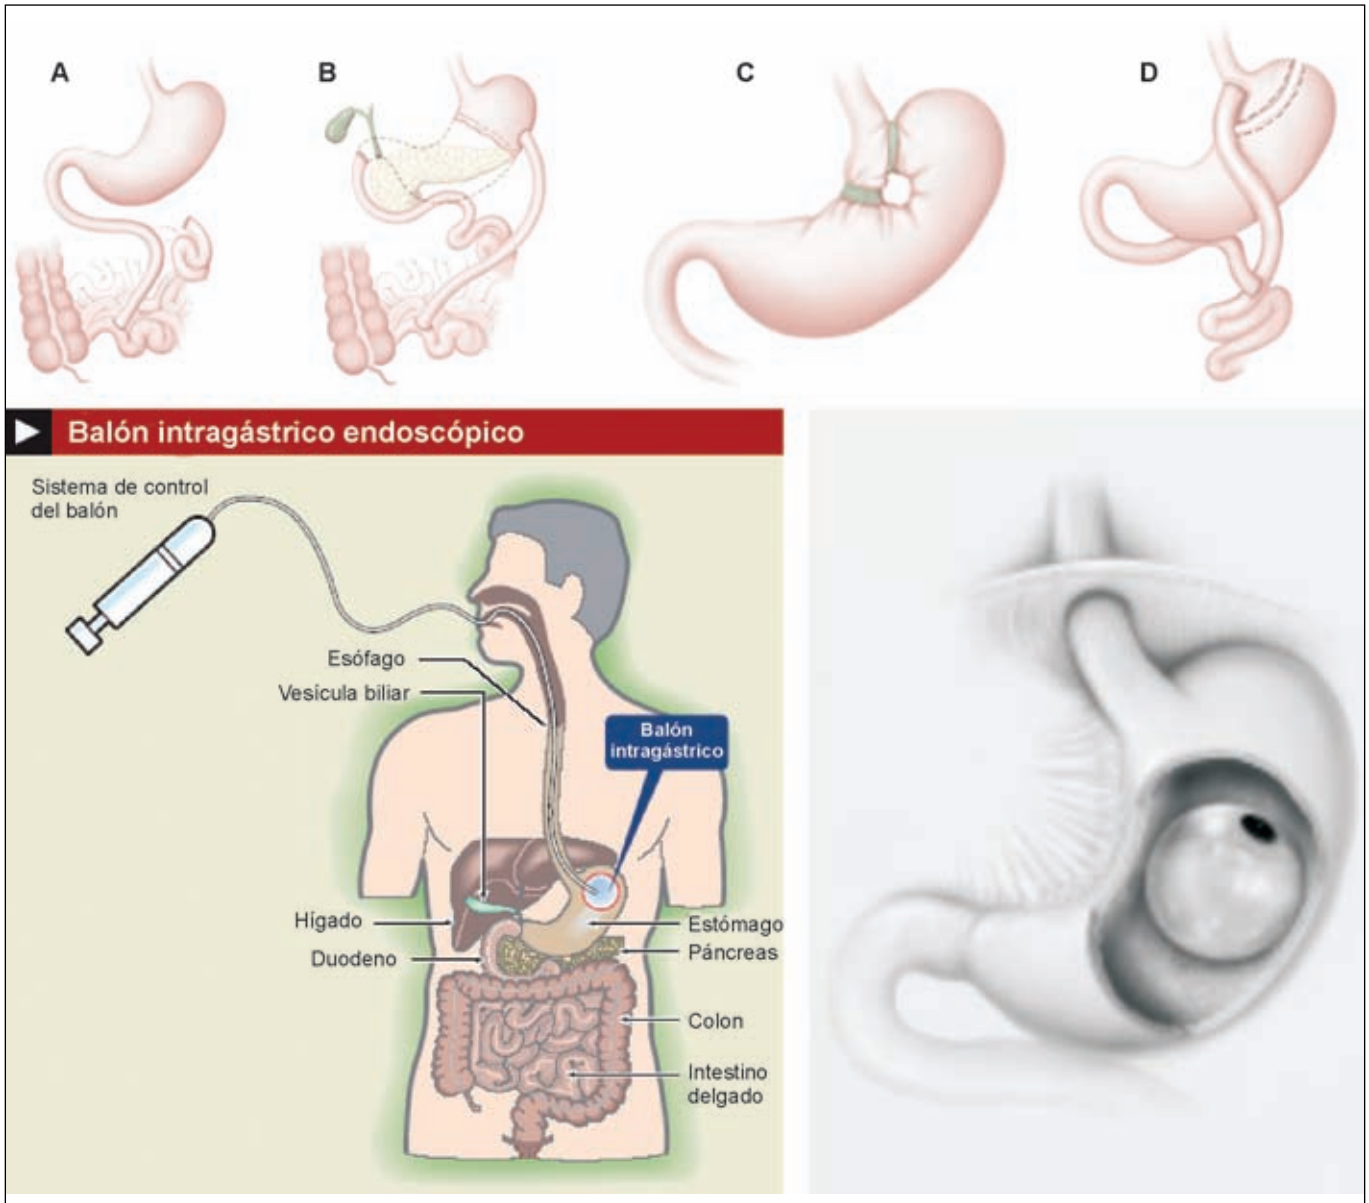 A
B
C
D
Balón intragástrico endoscópico
Sistema de control
del balón
Esófago
Vesícula biliar
Balón
intragástrico
Hígado
Duodeno
Estómago
Páncreas
Colon
Intestino
delgado